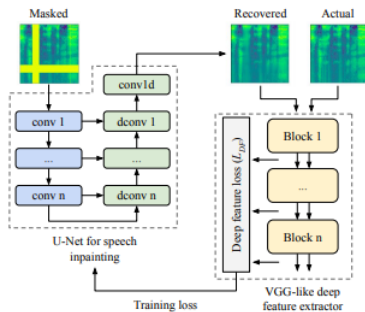 Masked
Recovered
Actual
conv1d
conv 1
dconv 1
...
...
conv n
dconv n
U-Net for speech
inpainting
Deep feature loss (L_DF)
Block 1
...
Block n
VGG-like deep
feature extractor
Training loss